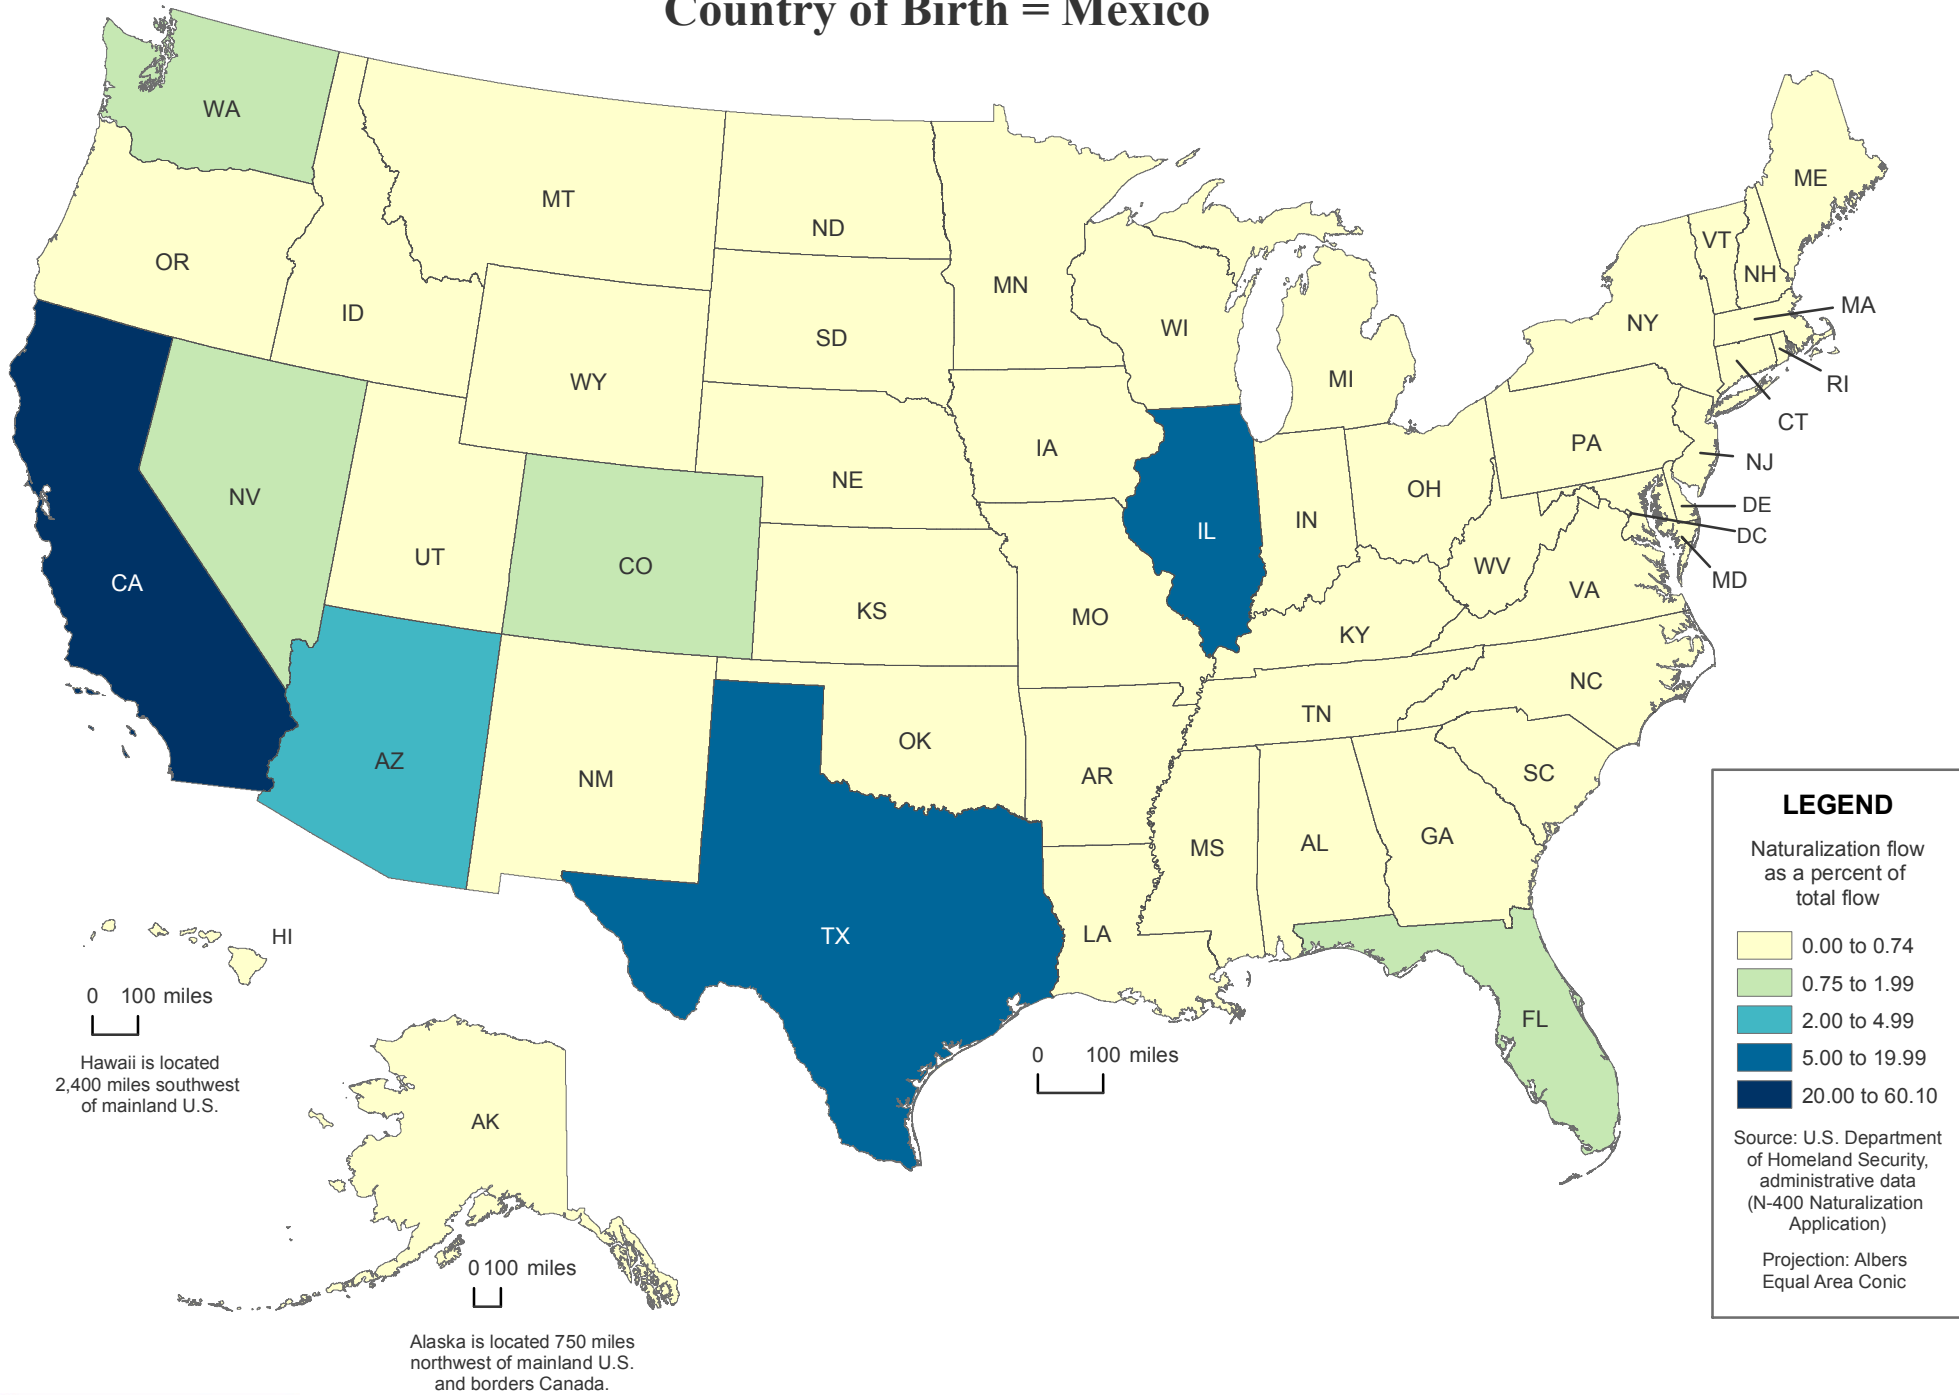 Country of Birth = Mexico
WA
MT
ND
ME
OR
ID
MN
VT
NH
SD
WI
NY
MA
WY
MI
RI
CT
IA
PA
NJ
NE
NV
OH
IN
DE
DC
UT
CO
IL
WV
MD
CA
KS
MO
VA
KY
NC
TN
AZ
NM
OK
AR
SC
MS
AL
GA
HI
TX
LA
FL
AK
0 100 miles
Hawaii is located
2,400 miles southwest
of mainland U.S.
0 100 miles
0 100 miles
Alaska is located 750 miles
northwest of mainland U.S.
and borders Canada.
LEGEND
Naturalization flow
as a percent of
total flow
0.00 to 0.74
0.75 to 1.99
2.00 to 4.99
5.00 to 19.99
20.00 to 60.10
Source: U.S. Department
of Homeland Security,
administrative data
(N-400 Naturalization
Application)
Projection: Albers
Equal Area Conic